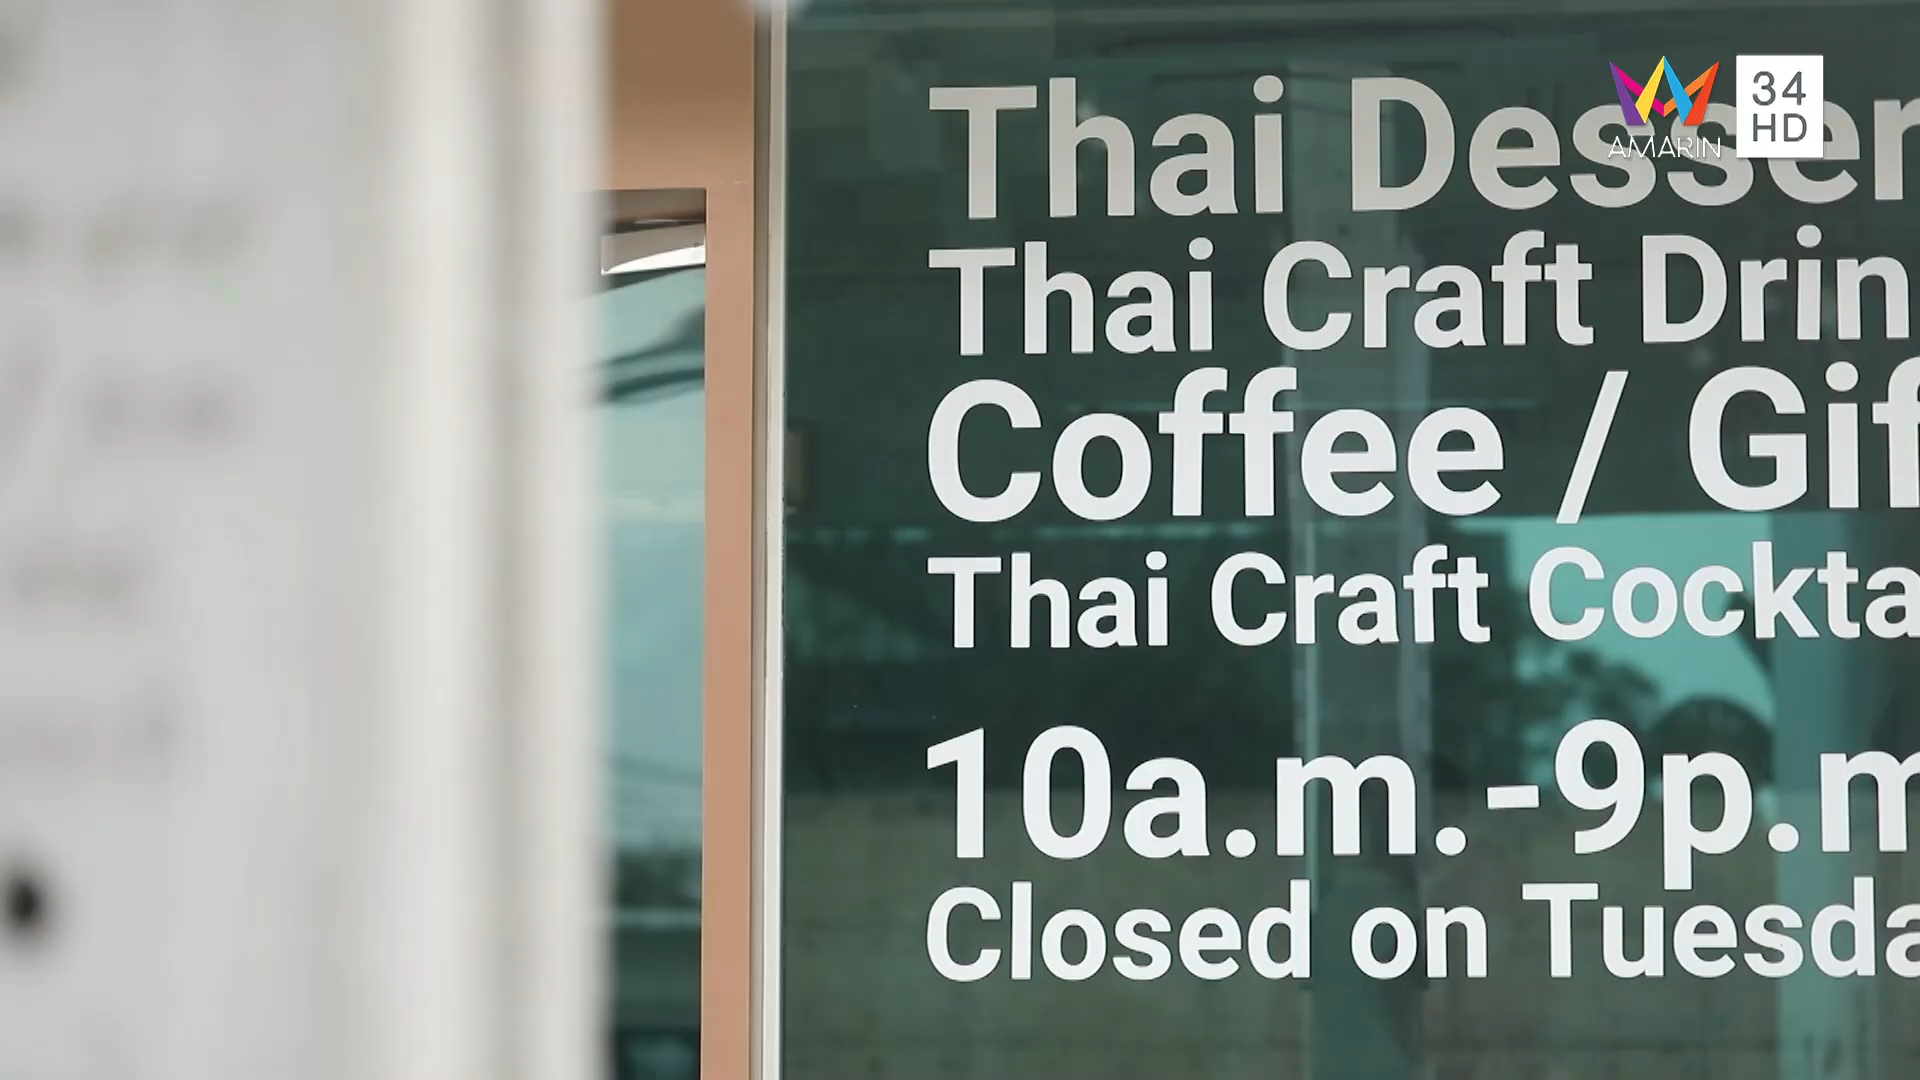 Thai Desser
Thai Craft Drin
Coffee / Gif
Thai Craft Cockta
10a.m.-9p.m
Closed on Tuesda
AMARIN
34
HD